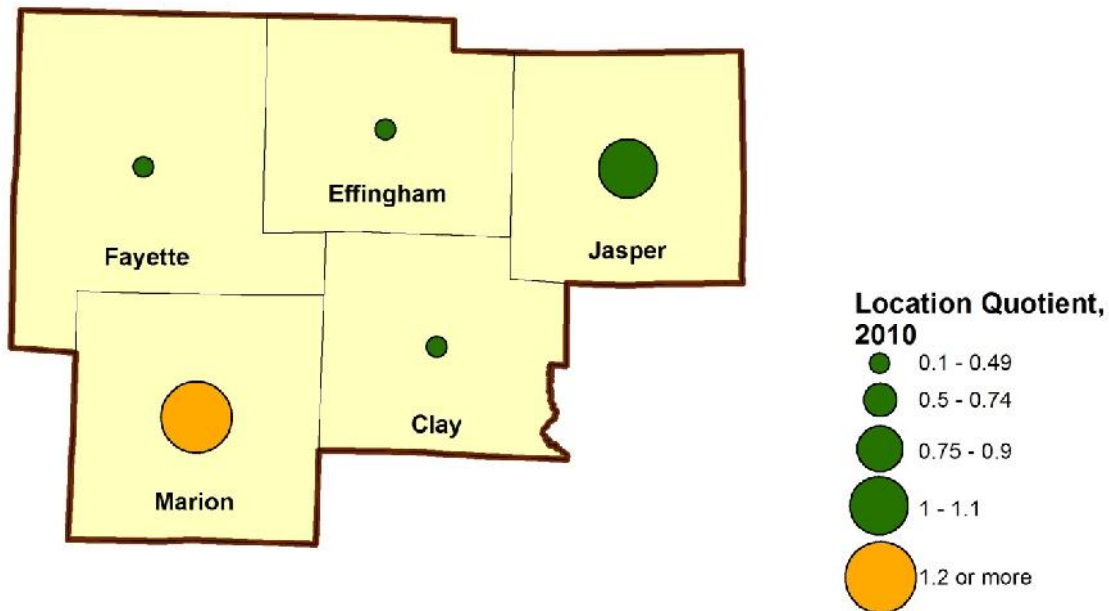 Effingham
Jasper
Fayette
Clay
Marion
Location Quotient,
2010
0.1 - 0.49
0.5 - 0.74
0.75 - 0.9
1 - 1.1
1.2 or more